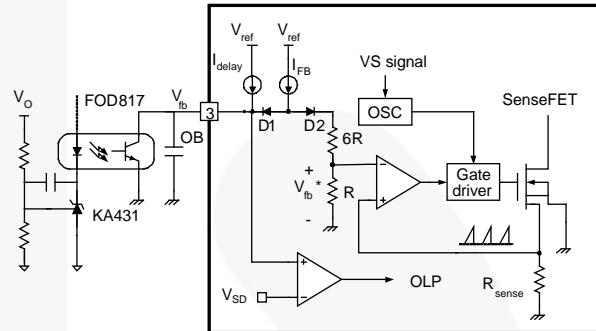 Vref Vref
Idelay IFB
VS signal
VO
FOD817
Vfb
3
D1 D2
OSC
SenseFET
OB
6R
+
Vfb* R
-
−
+
Gate
driver
KA431
+
−
VSD
OLP
Rsense